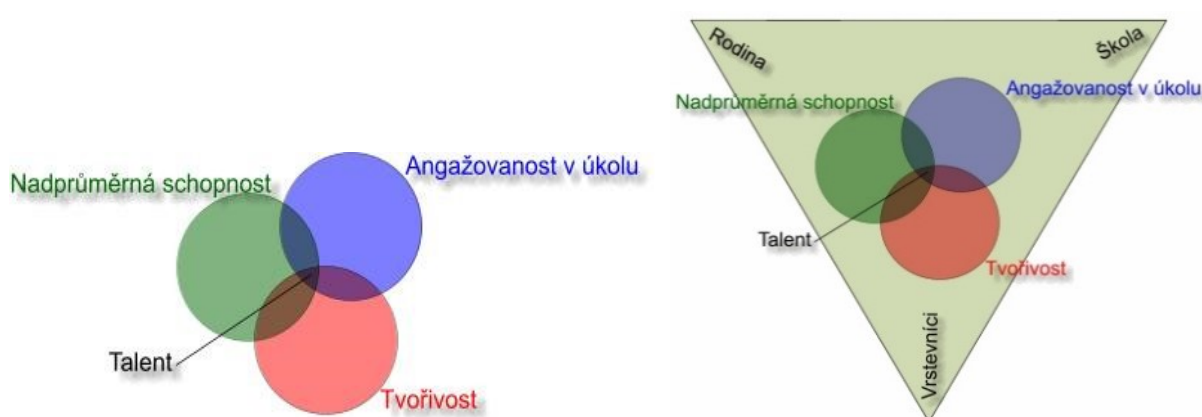 Nadprůměrná schopnost
Angažovanost v úkolu
Talent
Tvořivost
Rodina
Škola
Nadprůměrná schopnost
Angažovanost v úkolu
Talent
Tvořivost
Vrstevníci